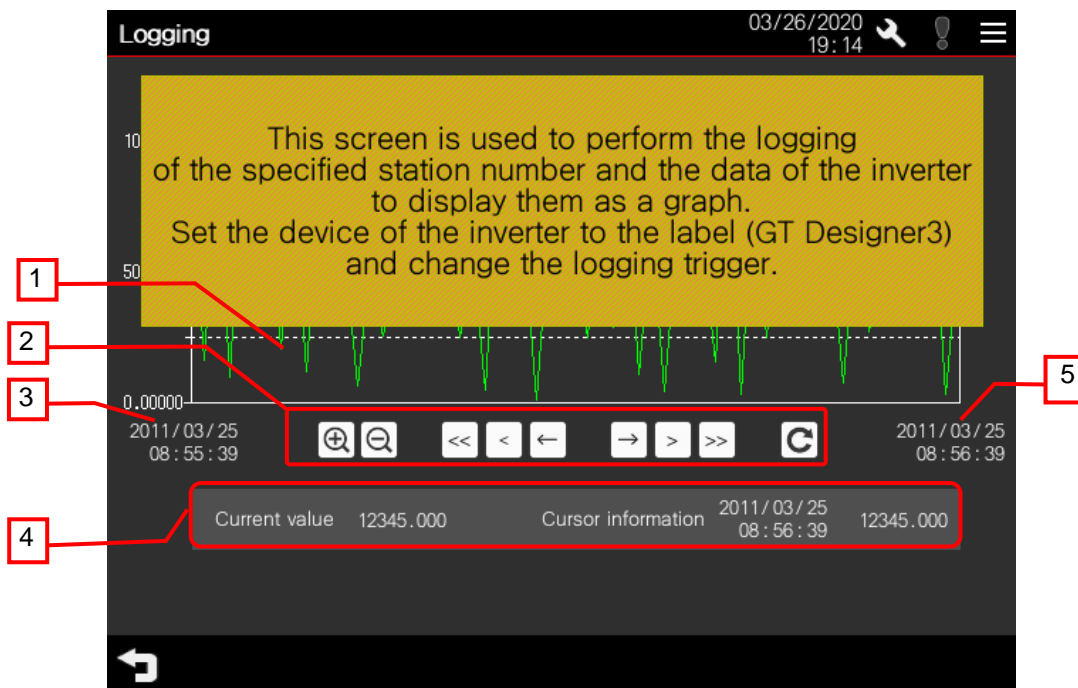 Logging
03/26/2020
19:14
10
This screen is used to perform the logging
of the specified station number and the data of the inverter
to display them as a graph.
Set the device of the inverter to the label (GT Designer3)
and change the logging trigger.
50
1
2
3
0.00000
5
2011/03/25
08:55:39
<< < ← → > >>
2011/03/25
08:56:39
4
Current value 12345.000
Cursor information
2011/03/25
08:56:39
12345.000